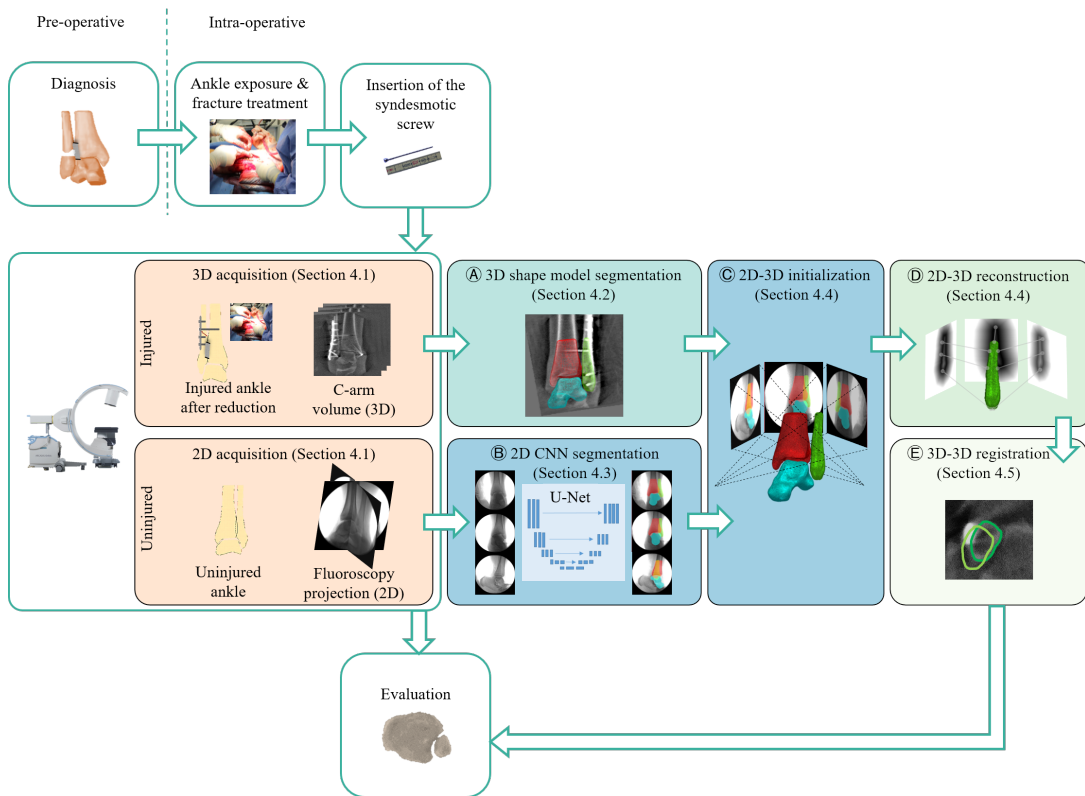 Pre-operative
Intra-operative
Diagnosis
Ankle exposure &
fracture treatment
Insertion of the
syndesmotic
screw
3D acquisition (Section 4.1)
Injured
Injured ankle
after reduction
C-arm
volume (3D)
2D acquisition (Section 4.1)
Uninjured
Uninjured
ankle
Fluoroscopy
projection (2D)
Ⓐ 3D shape model segmentation
(Section 4.2)
Ⓑ 2D CNN segmentation
(Section 4.3)
U-Net
Ⓒ 2D-3D initialization
(Section 4.4)
Ⓓ 2D-3D reconstruction
(Section 4.4)
Ⓔ 3D-3D registration
(Section 4.5)
Evaluation